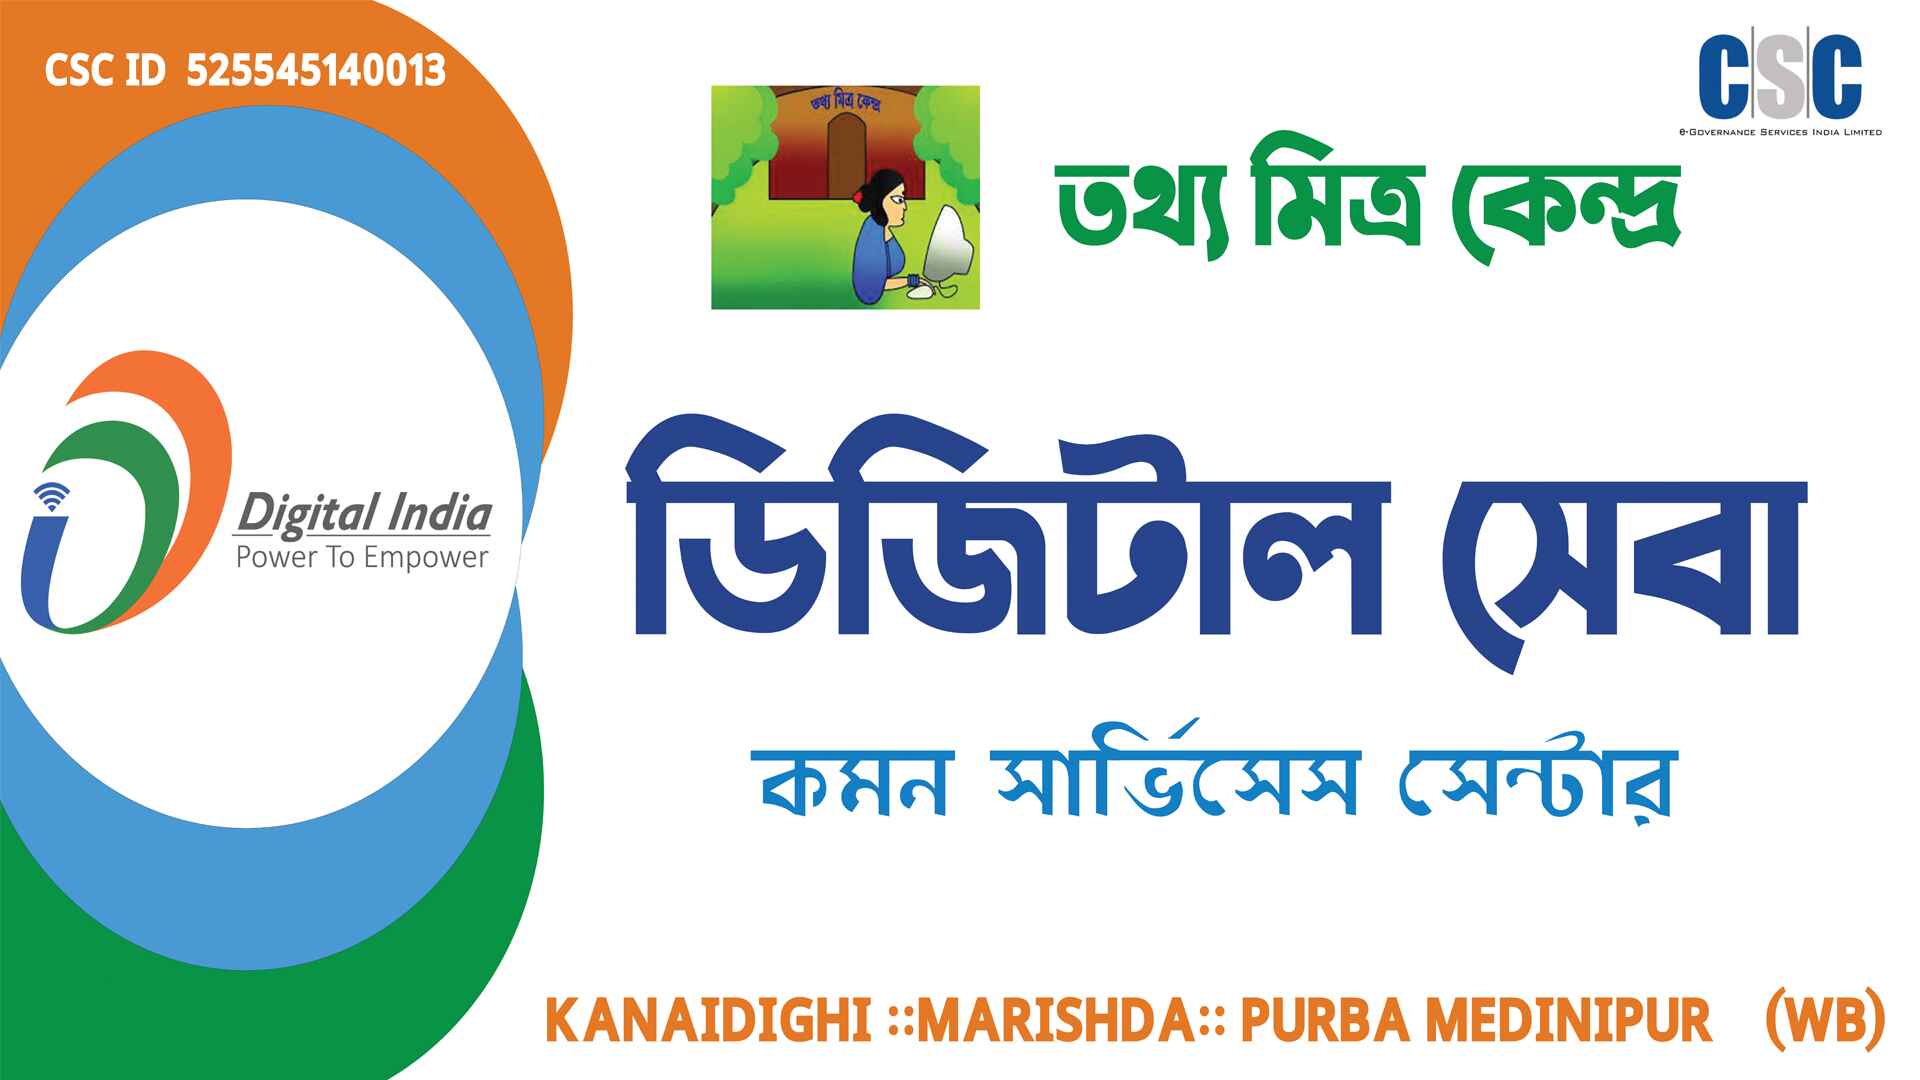 CSC ID 525545140013
CSC
e-Governance Services India Limited
তথ্য মিত্র কেন্দ্র
তথ্য মিত্র কেন্দ্র
Digital India
Power To Empower
ডিজিটাল সেবা
কমন সার্ভিসেস সেন্টার
KANAIDIGHI ::MARISHDA:: PURBA MEDINIPUR (WB)